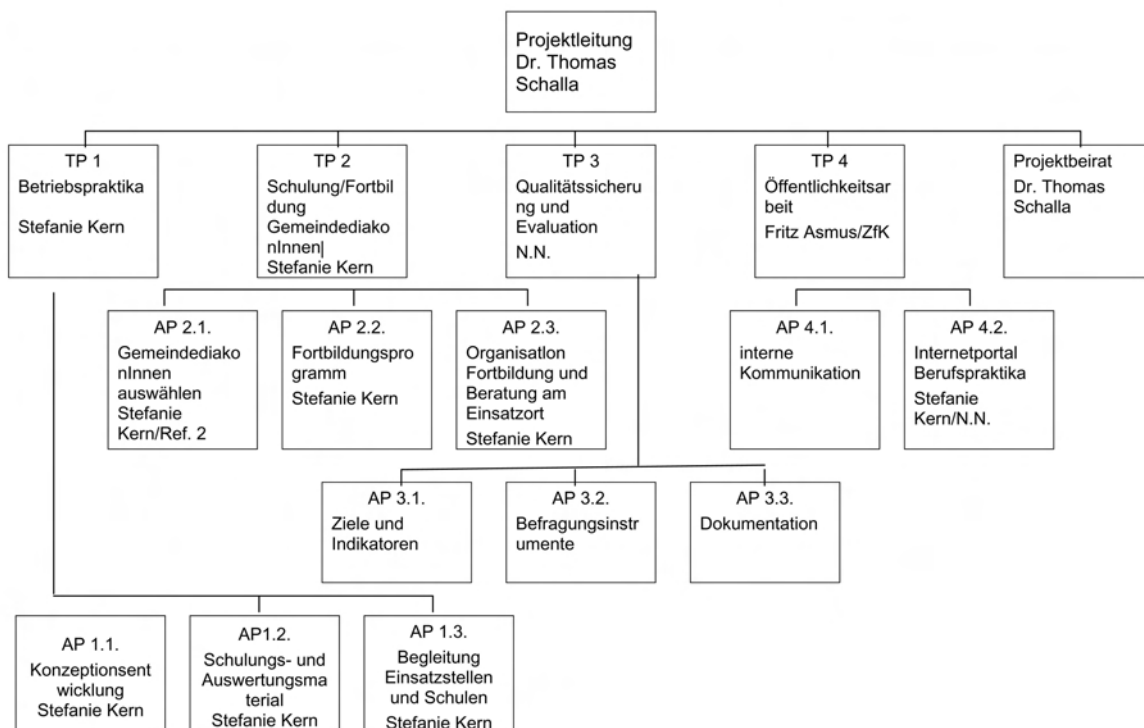 Projektleitung
Dr. Thomas
Schalla
TP 1
Betriebspraktika
Stefanie Kern
TP 2
Schulung/Fortbil
dung
Gemeindediako
nInnen|
Stefanie Kern
TP 3
Qualitätssicheru
ng und
Evaluation
N.N.
TP 4
Öffentlichkeitsar
beit
Fritz Asmus/ZfK
Projektbeirat
Dr. Thomas
Schalla
AP 2.1.
Gemeindediako
nInnen
auswählen
Stefanie
Kern/Ref. 2
AP 2.2.
Fortbildungspro
gramm
Stefanie Kern
AP 2.3.
Organisation
Fortbildung und
Beratung am
Einsatzort
Stefanie Kern
AP 4.1.
interne
Kommunikation
AP 4.2.
Internetportal
Berufspraktika
Stefanie
Kern/N.N.
AP 3.1.
Ziele und
Indikatoren
AP 3.2.
Befragungsinstr
umente
AP 3.3.
Dokumentation
AP 1.1.
Konzeptionsent
wicklung
Stefanie Kern
AP1.2.
Schulungs- und
Auswertungsma
terial
Stefanie Kern
AP 1.3.
Begleitung
Einsatzstellen
und Schulen
Stefanie Kern